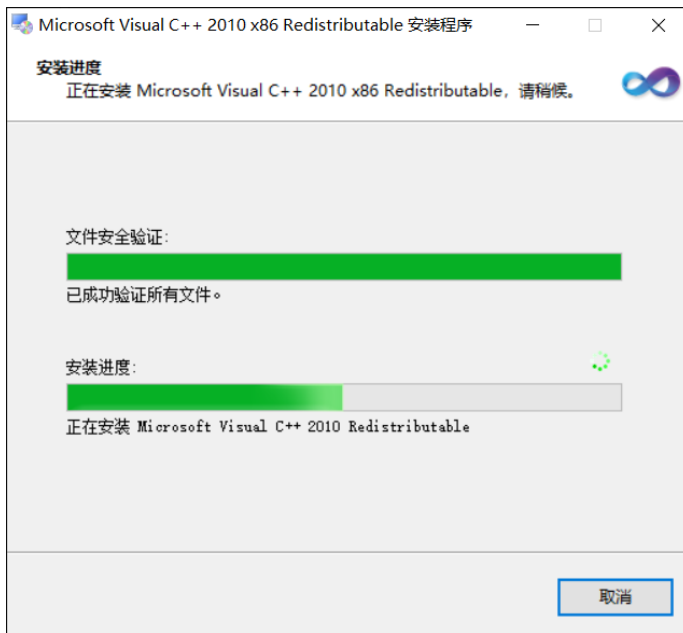 Microsoft Visual C++ 2010 x86 Redistributable 安装程序
安装进度
正在安装 Microsoft Visual C++ 2010 x86 Redistributable，请稍候。
文件安全验证:
已成功验证所有文件。
安装进度:
正在安装 Microsoft Visual C++ 2010 Redistributable
取消